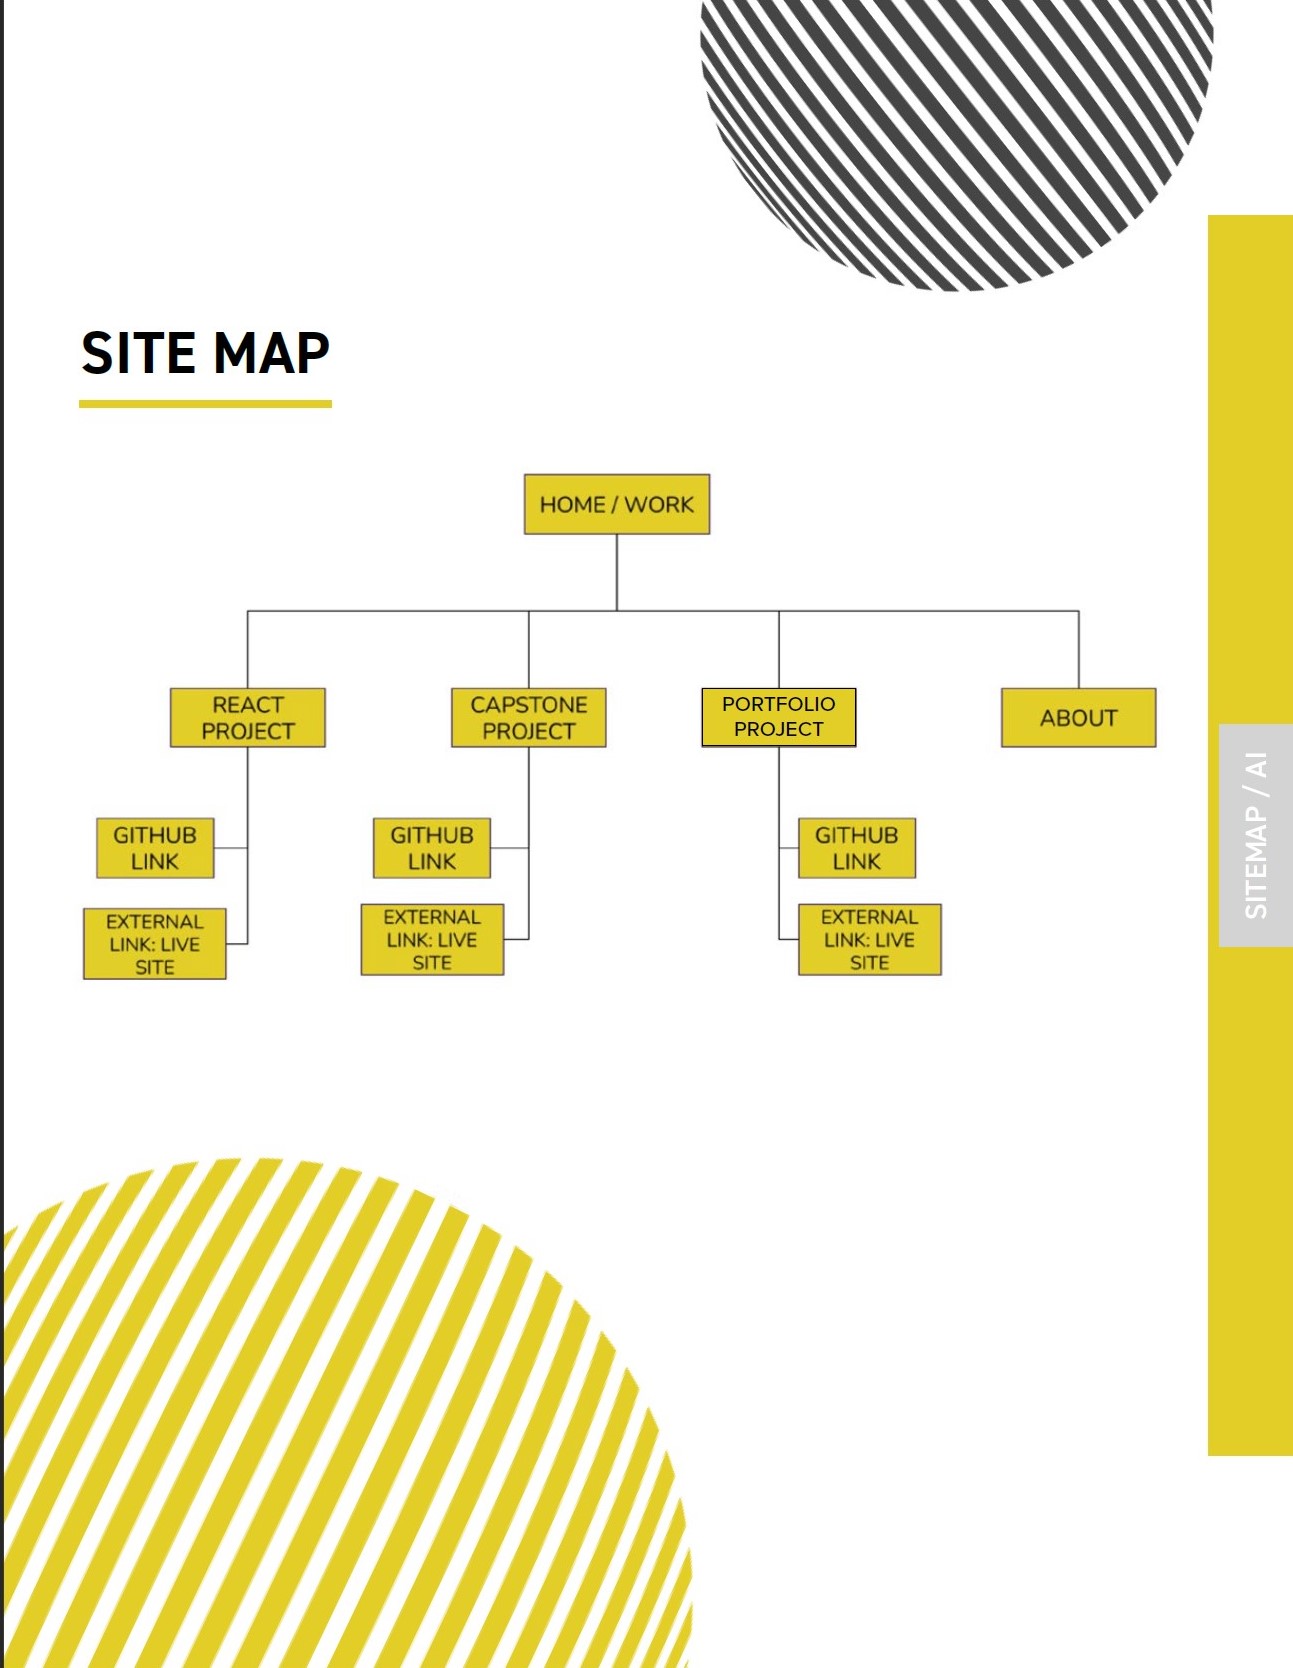 SITE MAP
HOME / WORK
REACT
PROJECT
CAPSTONE
PROJECT
PORTFOLIO
PROJECT
ABOUT
GITHUB
LINK
EXTERNAL
LINK: LIVE
SITE
GITHUB
LINK
EXTERNAL
LINK: LIVE
SITE
GITHUB
LINK
EXTERNAL
LINK: LIVE
SITE
SITEMAP / AI